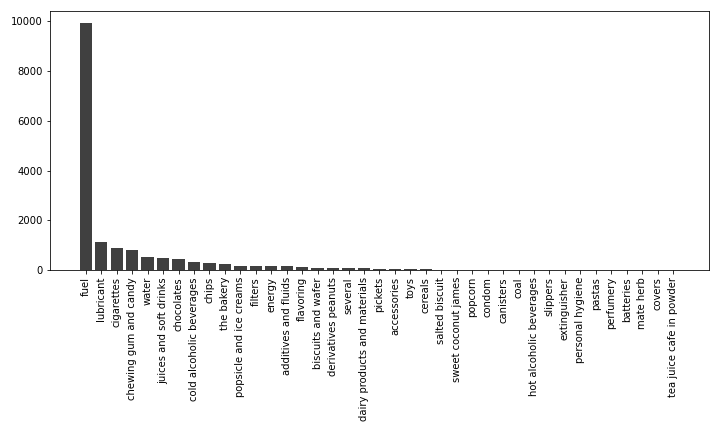 10000
8000
6000
4000
2000
0
fuel
lubricant
cigarettes
chewing gum and candy
water
juices and soft drinks
chocolates
cold alcoholic beverages
chips
the bakery
popsicle and ice creams
filters
energy
additives and fluids
flavoring
biscuits and wafer
derivatives peanuts
several
dairy products and materials
pickets
accessories
toys
cereals
salted biscuit
sweet coconut james
popcorn
condom
canisters
coal
hot alcoholic beverages
slippers
extinguisher
personal hygiene
pastas
perfumery
batteries
mate herb
covers
tea juice cafe in powder